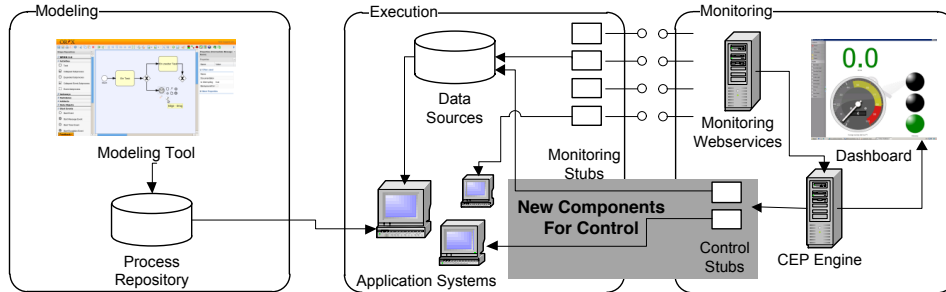 Modeling
Modeling Tool
Process
Repository
Execution
Data
Sources
Monitoring
Stubs
Application Systems
New Components
For Control
Control
Stubs
Monitoring
Monitoring
Webservices
0.0
Dashboard
CEP Engine